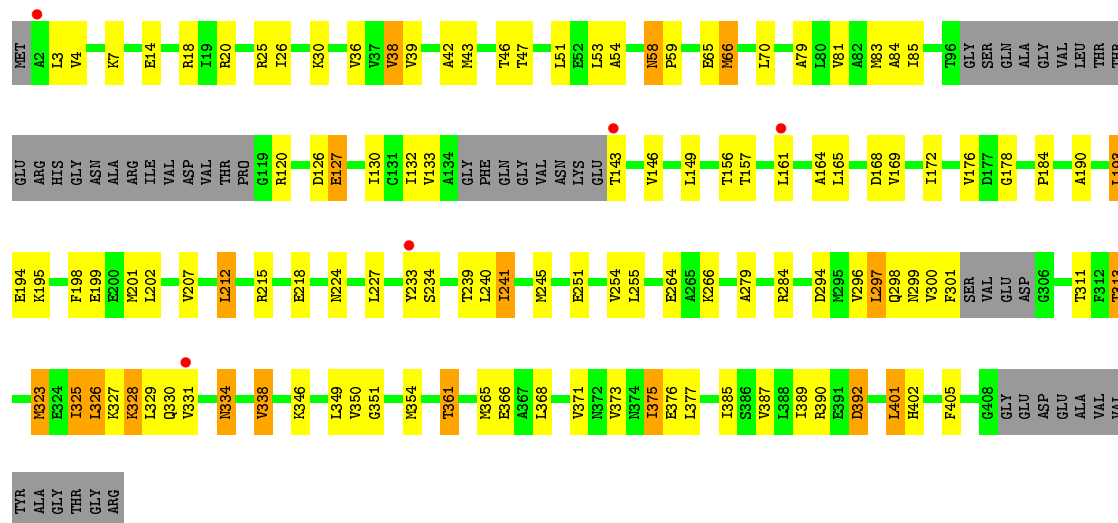 MET A2 L3 V4 K7 E14 R18 I19 R20 R25 I26 K30 V36 V37 V38 V39 A42 M43 T46 T47 L51 E52 L53 A54 N58 P59 E65 M66 L70 A79 L80 V81 A82 M83 A84 I85 T96 GLY SER GLN ALA GLY VAL LEU THR THR
GLU ARG HIS GLY ASN ALA ARG ILE VAL ASP VAL THR PRO G119 R120 D126 E127 I130 C131 I132 V133 A134 GLY PHE GLN GLY VAL ASN LYS GLU T143 V146 L149 T156 T157 L161 A164 L165 D168 V169 I172 V176 D177 G178 P184 A190 L193
E194 K195 F198 E199 E200 M201 L202 V207 L212 R215 E218 N224 L227 Y233 S234 T239 L240 I241 M245 E251 V254 L255 E264 A265 K266 A279 R284 D294 M295 V296 L297 Q298 N299 V300 F301 SER VAL GLU ASP G306 T311 F312 T313
M323 E324 I325 L326 K327 K328 L329 Q330 V331 N334 V338 K346 L349 V350 G351 M354 T361 M365 E366 A367 L368 V371 N372 V373 N374 I375 E376 L377 I385 S386 V387 L388 I389 R390 E391 D392 L401 H402 F405 G408 GLY GLU ASP GLU ALA VAL VAL
TYR ALA GLY THR GLY ARG